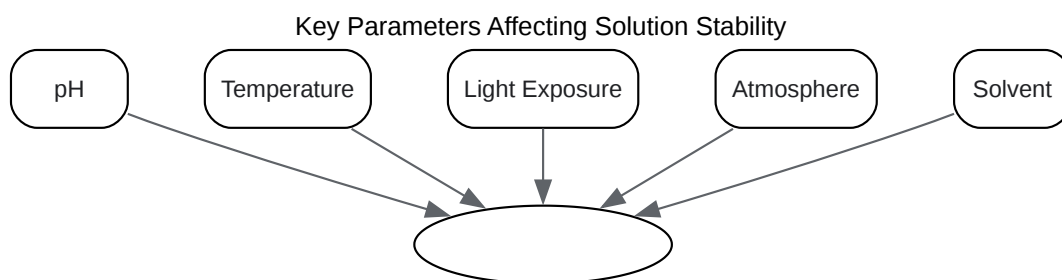 Key Parameters Affecting Solution Stability
pH
Temperature
Light Exposure
Atmosphere
Solvent